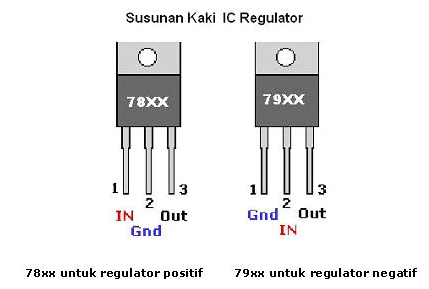 Susunan Kaki IC Regulator
78XX 79XX
1 2 3 1 2 3
IN Gnd Out Gnd IN Out
78xx untuk regulator positif
79xx untuk regulator negatif